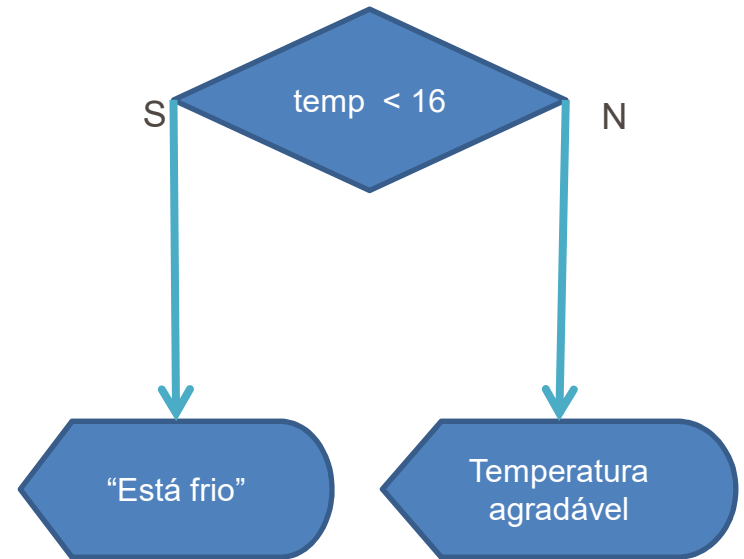 temp < 16
S
N
“Está frio”
Temperatura
agradável